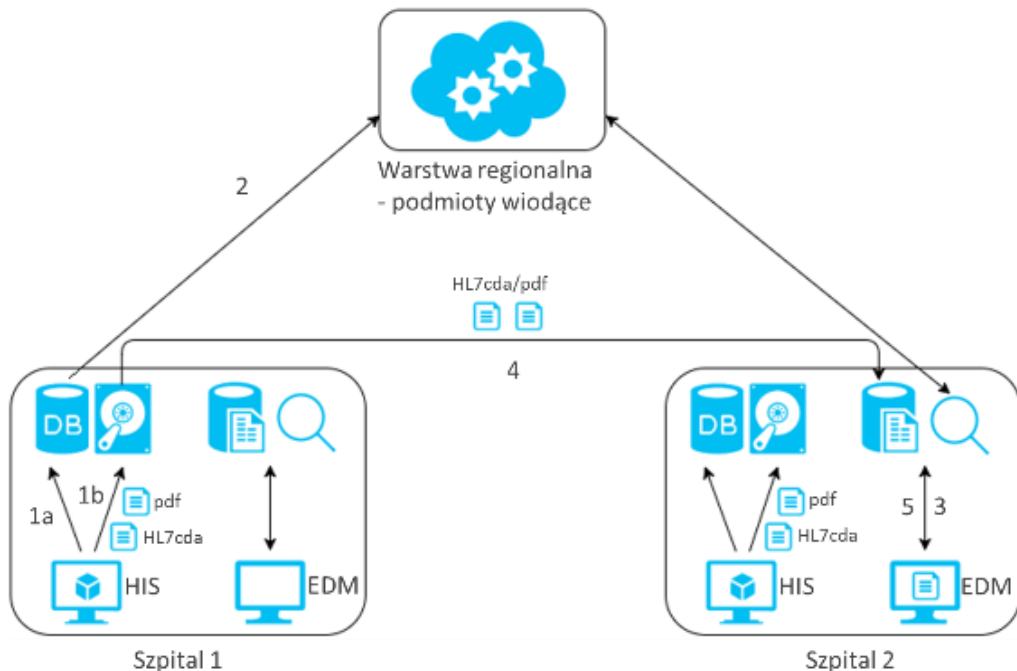 Warstwa regionalna
- podmioty wiodące
2
HL7cda/pdf
4
DB
1a
1b
pdf
HL7cda
HIS
EDM
Szpital 1
DB
pdf
HL7cda
5
3
HIS
EDM
Szpital 2